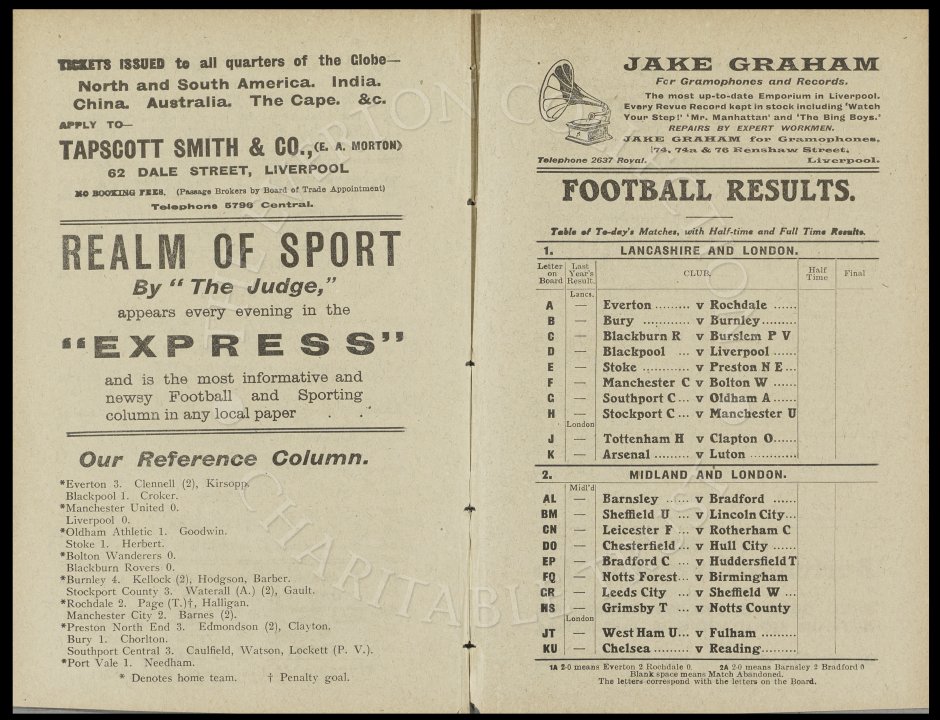 TICKETS ISSUED to all quarters of the Globe—
North and South America. India.
China. Australia. The Cape. &c.
APPLY TO—
TAPSCOTT SMITH & CO., (E. A. MORTON)
62 DALE STREET, LIVERPOOL
NO BOOKING FEES. (Passage Brokers by Board of Trade Appointment)
Telephone 5796 Central.
REALM OF SPORT
By "The Judge,"
appears every evening in the
"EXPRESS"
and is the most informative and
newsy Football and Sporting
column in any local paper . . .
Our Reference Column.
*Everton 3. Clennell (2), Kirsopp.
Blackpool 1. Croker.
*Manchester United 0.
Liverpool 0.
*Oldham Athletic 1. Goodwin.
Stoke 1. Herbert.
*Bolton Wanderers 0.
Blackburn Rovers 0.
*Burnley 4. Kellock (2), Hodgson, Barber.
Stockport County 3. Waterall (A.) (2), Gault.
*Rochdale 2. Page (T.)†, Halligan.
Manchester City 2. Barnes (2).
*Preston North End 3. Edmondson (2), Clayton.
Bury 1. Chorlton.
Southport Central 3. Caulfield, Watson, Lockett (P. V.).
*Port Vale 1. Needham.
* Denotes home team. † Penalty goal.
JAKE GRAHAM
For Gramophones and Records.
The most up-to-date Emporium in Liverpool.
Every Revue Record kept in stock including 'Watch
Your Step!' 'Mr. Manhattan' and 'The Bing Boys.'
REPAIRS BY EXPERT WORKMEN.
JAKE GRAHAM for Gramophones,
74, 74a & 76 Renshaw Street,
Telephone 2637 Royal. Liverpool.
FOOTBALL RESULTS.
Table of To-day's Matches, with Half-time and Full Time Results.
1. LANCASHIRE AND LONDON.
Letter on Board Last Year's Result. CLUB. Half Time Final
Lancs.
A — Everton ......... v Rochdale ......
B — Bury ............ v Burnley.........
C — Blackburn R v Burslem P V
D — Blackpool ... v Liverpool ......
E — Stoke ............ v Preston N E...
F — Manchester C v Bolton W ......
G — Southport C... v Oldham A......
H — Stockport C... v Manchester U
London
J — Tottenham H v Clapton O......
K — Arsenal ......... v Luton ............
2. MIDLAND AND LONDON.
Mid'l'd
AL — Barnsley ...... v Bradford ......
BM — Sheffield U ... v Lincoln City...
CN — Leicester F ... v Rotherham C
DO — Chesterfield... v Hull City ......
EP — Bradford C ... v Huddersfield T
FQ — Notts Forest... v Birmingham
GR — Leeds City ... v Sheffield W ...
HS — Grimsby T ... v Notts County
London
JT — West Ham U... v Fulham .........
KU — Chelsea ......... v Reading.........
1A 2-0 means Everton 2 Rochdale 0. 2A 2-0 means Barnsley 2 Bradford 0
Blank space means Match Abandoned.
The letters correspond with the letters on the Board.